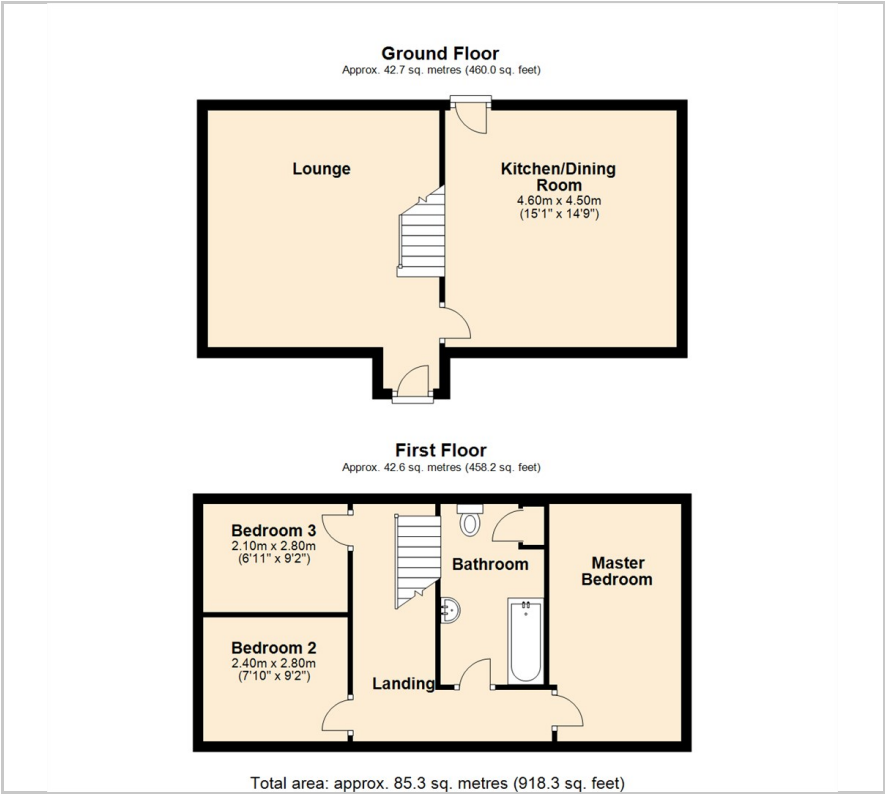 Ground Floor
Approx. 42.7 sq. metres (460.0 sq. feet)
Lounge
Kitchen/Dining
Room
4.60m x 4.50m
(15'1" x 14'9")
First Floor
Approx. 42.6 sq. metres (458.2 sq. feet)
Bedroom 3
2.10m x 2.80m
(6'11" x 9'2")
Bathroom
Master
Bedroom
Bedroom 2
2.40m x 2.80m
(7'10" x 9'2")
Landing
Total area: approx. 85.3 sq. metres (918.3 sq. feet)